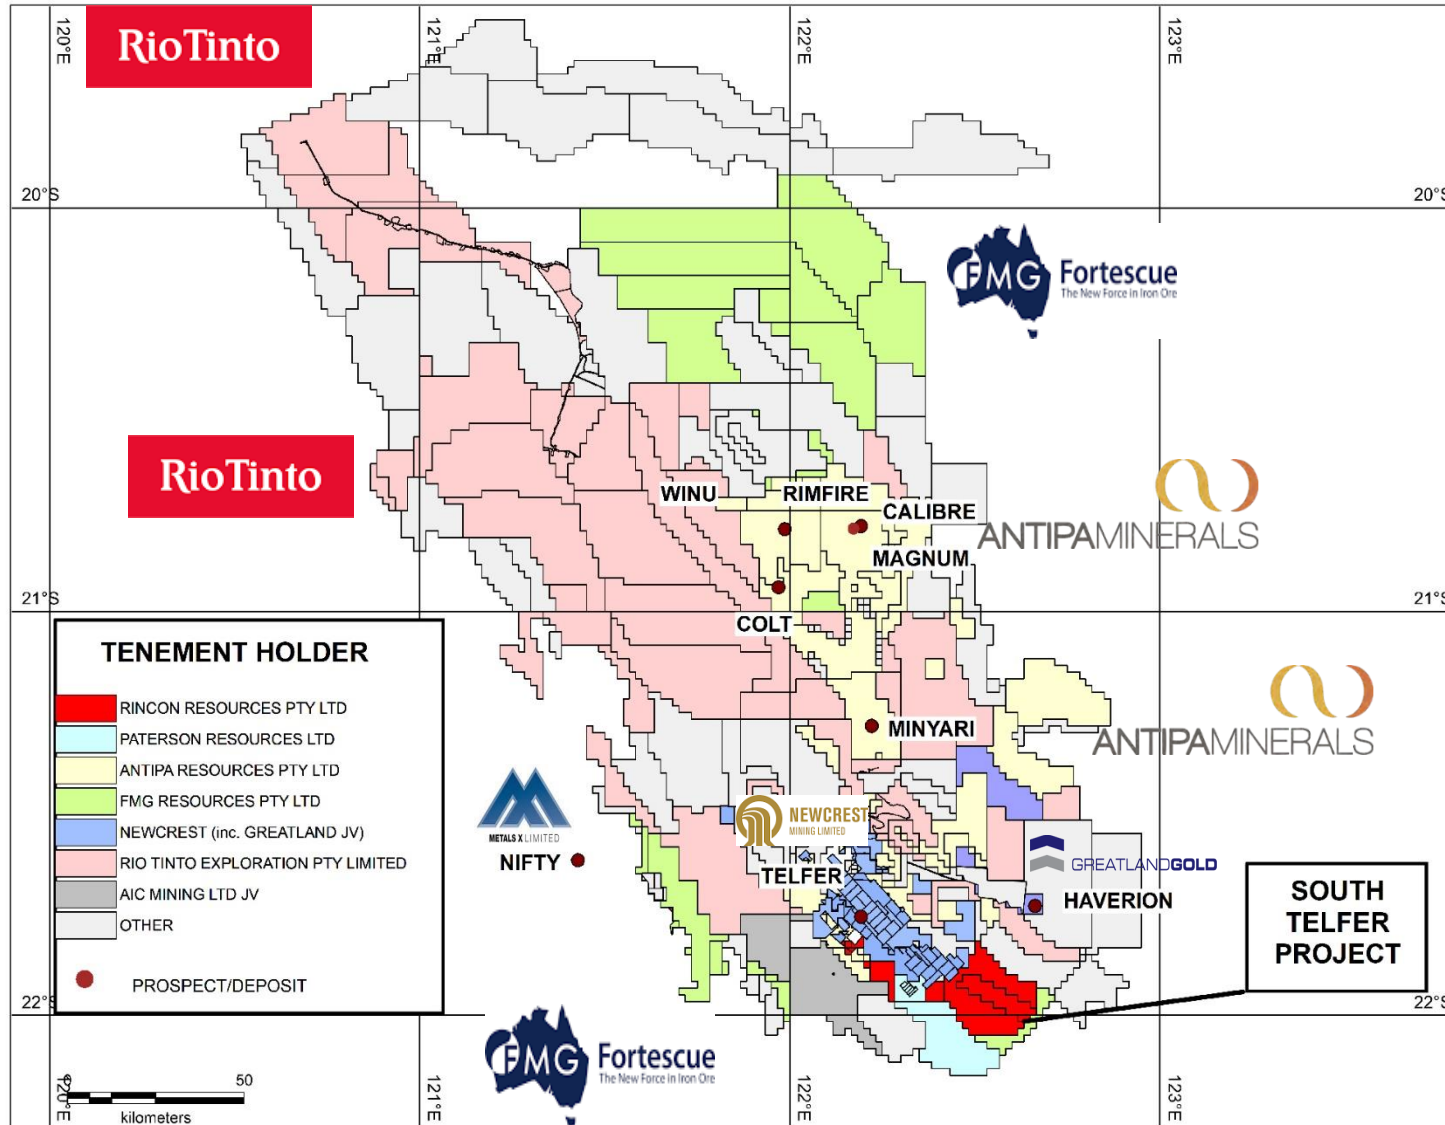 120°E
121°E
122°E
123°E
RioTinto
20°S
20°S
FMG Fortescue
The New Force in Iron Ore
RioTinto
WINU
RIMFIRE
CALIBRE
MAGNUM
ANTIPAMINERALS
21°S
21°S
COLT
TENEMENT HOLDER
RINCON RESOURCES PTY LTD
PATERSON RESOURCES LTD
ANTIPA RESOURCES PTY LTD
FMG RESOURCES PTY LTD
NEWCREST (inc. GREATLAND JV)
RIO TINTO EXPLORATION PTY LIMITED
AIC MINING LTD JV
OTHER
PROSPECT/DEPOSIT
MINYARI
ANTIPAMINERALS
METALS X LIMITED
NIFTY
NEWCREST
MINING LIMITED
TELFER
GREATLANDGOLD
HAVERION
SOUTH
TELFER
PROJECT
22°S
22°S
FMG Fortescue
The New Force in Iron Ore
0 50
kilometers
120°E
121°E
122°E
123°E